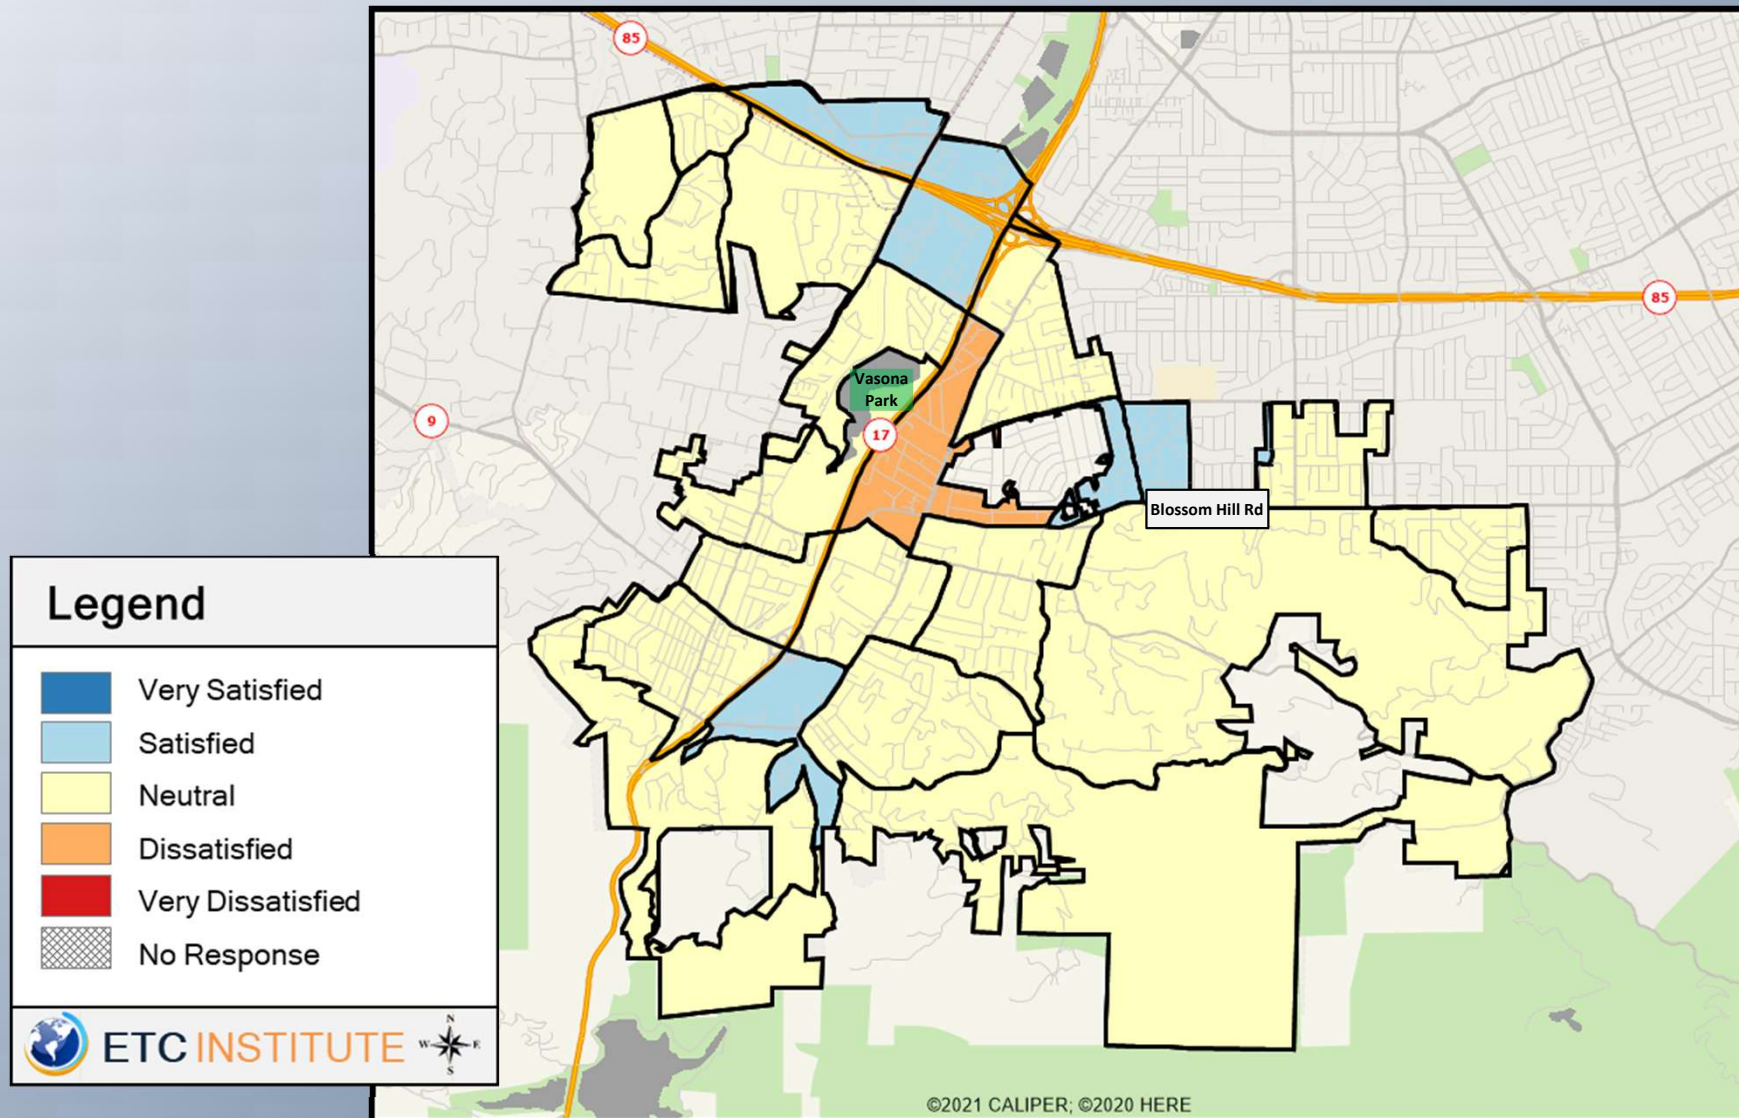 85
85
Vasona
Park
9
17
Blossom Hill Rd
Legend
Very Satisfied
Satisfied
Neutral
Dissatisfied
Very Dissatisfied
No Response
ETC INSTITUTE
N
W E
S
©2021 CALIPER; ©2020 HERE